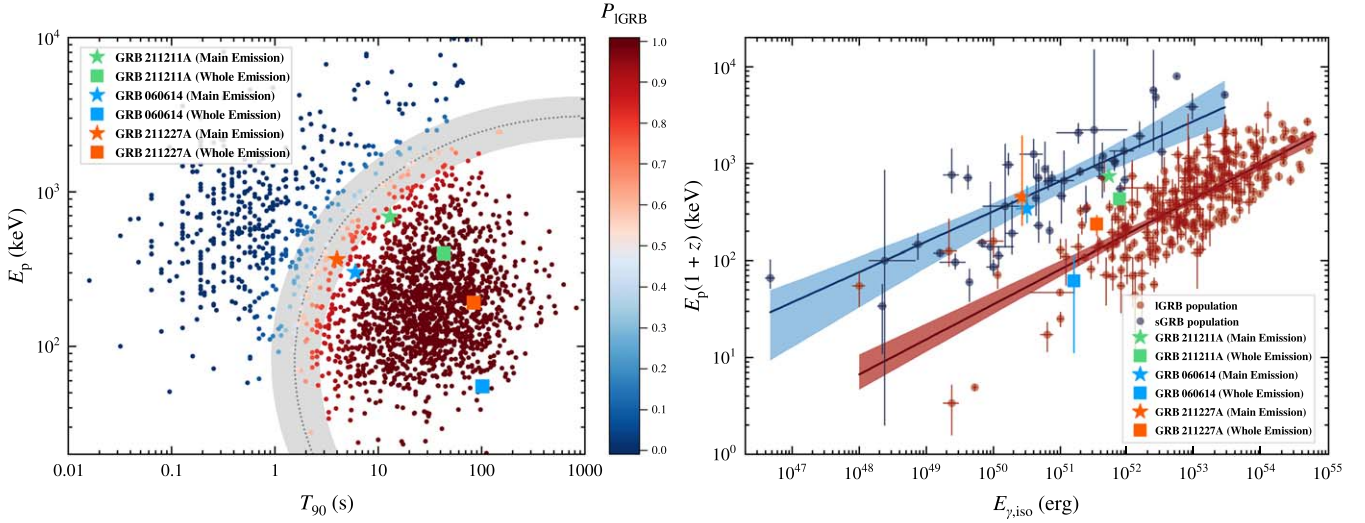 P_lGRB
10^4
10^3
10^2
E_p (keV)
GRB 211211A (Main Emission)
GRB 211211A (Whole Emission)
GRB 060614 (Main Emission)
GRB 060614 (Whole Emission)
GRB 211227A (Main Emission)
GRB 211227A (Whole Emission)
0.01 0.1 1 10 100 1000
T_90 (s)
1.0
0.9
0.8
0.7
0.6
0.5
0.4
0.3
0.2
0.1
0.0
10^4
10^3
10^2
10^1
10^0
E_p(1 + z) (keV)
lGRB population
sGRB population
GRB 211211A (Main Emission)
GRB 211211A (Whole Emission)
GRB 060614 (Main Emission)
GRB 060614 (Whole Emission)
GRB 211227A (Main Emission)
GRB 211227A (Whole Emission)
10^47 10^48 10^49 10^50 10^51 10^52 10^53 10^54 10^55
E_γ,iso (erg)